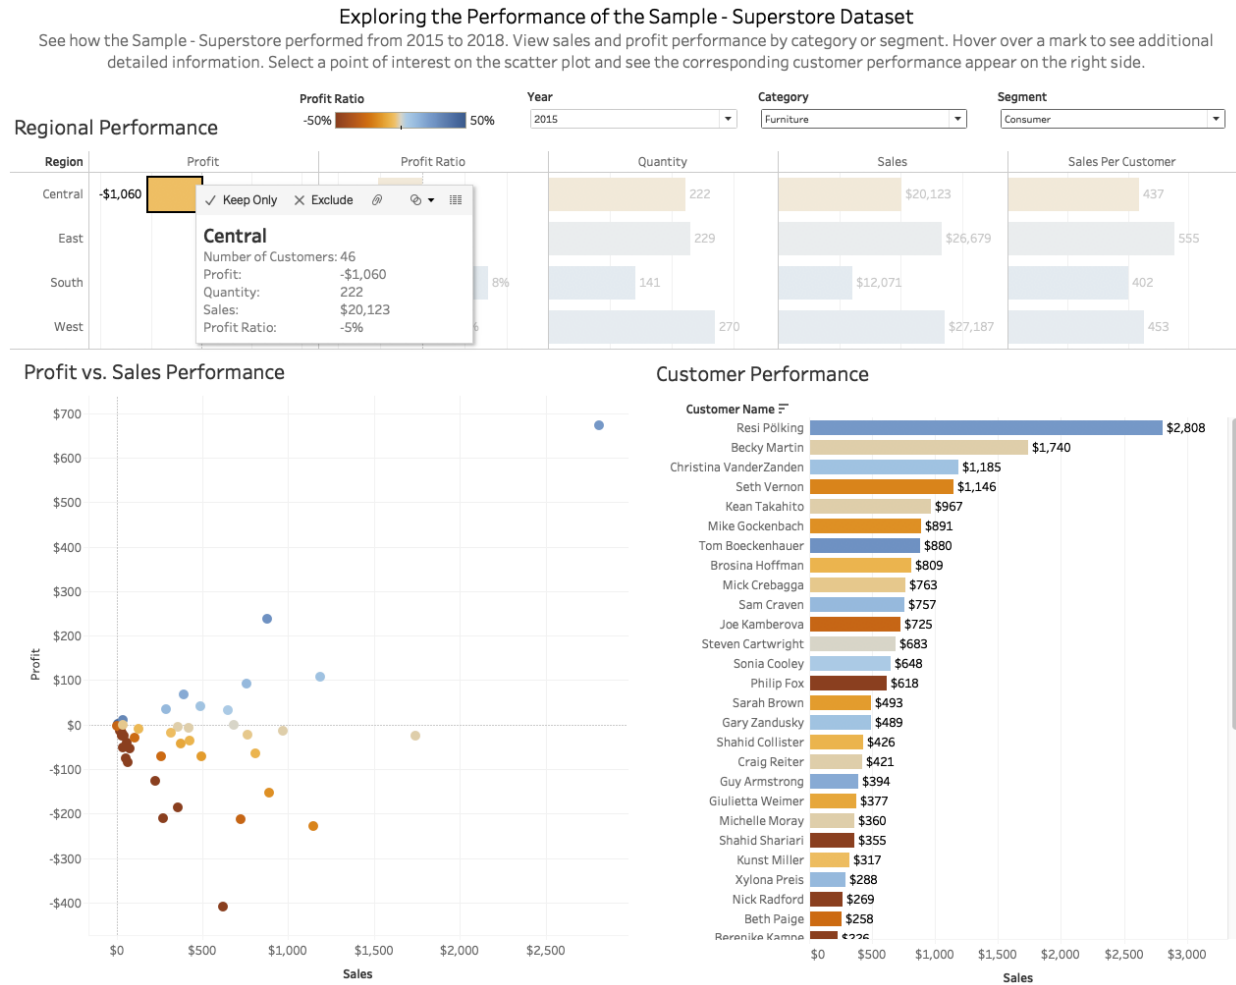 Exploring the Performance of the Sample - Superstore Dataset
See how the Sample - Superstore performed from 2015 to 2018. View sales and profit performance by category or segment. Hover over a mark to see additional
detailed information. Select a point of interest on the scatter plot and see the corresponding customer performance appear on the right side.
Profit Ratio
-50% 50%
Year
2015
Category
Furniture
Segment
Consumer
Regional Performance
Region Profit Profit Ratio Quantity Sales Sales Per Customer
Central -$1,060 222 $20,123 437
East 229 $26,679 555
South 8% 141 $12,071 402
West 270 $27,187 453
Keep Only Exclude
Central
Number of Customers: 46
Profit: -$1,060
Quantity: 222
Sales: $20,123
Profit Ratio: -5%
Profit vs. Sales Performance
$700
$600
$500
$400
$300
$200
$100
$0
-$100
-$200
-$300
-$400
Profit
$0 $500 $1,000 $1,500 $2,000 $2,500
Sales
Customer Performance
Customer Name
Resi Pölking $2,808
Becky Martin $1,740
Christina VanderZanden $1,185
Seth Vernon $1,146
Kean Takahito $967
Mike Gockenbach $891
Tom Boeckenhauer $880
Brosina Hoffman $809
Mick Crebagga $763
Sam Craven $757
Joe Kamberova $725
Steven Cartwright $683
Sonia Cooley $648
Philip Fox $618
Sarah Brown $493
Gary Zandusky $489
Shahid Collister $426
Craig Reiter $421
Guy Armstrong $394
Giulietta Weimer $377
Michelle Moray $360
Shahid Shariari $355
Kunst Miller $317
Xylona Preis $288
Nick Radford $269
Beth Paige $258
Berenike Kampe $226
$0 $500 $1,000 $1,500 $2,000 $2,500 $3,000
Sales